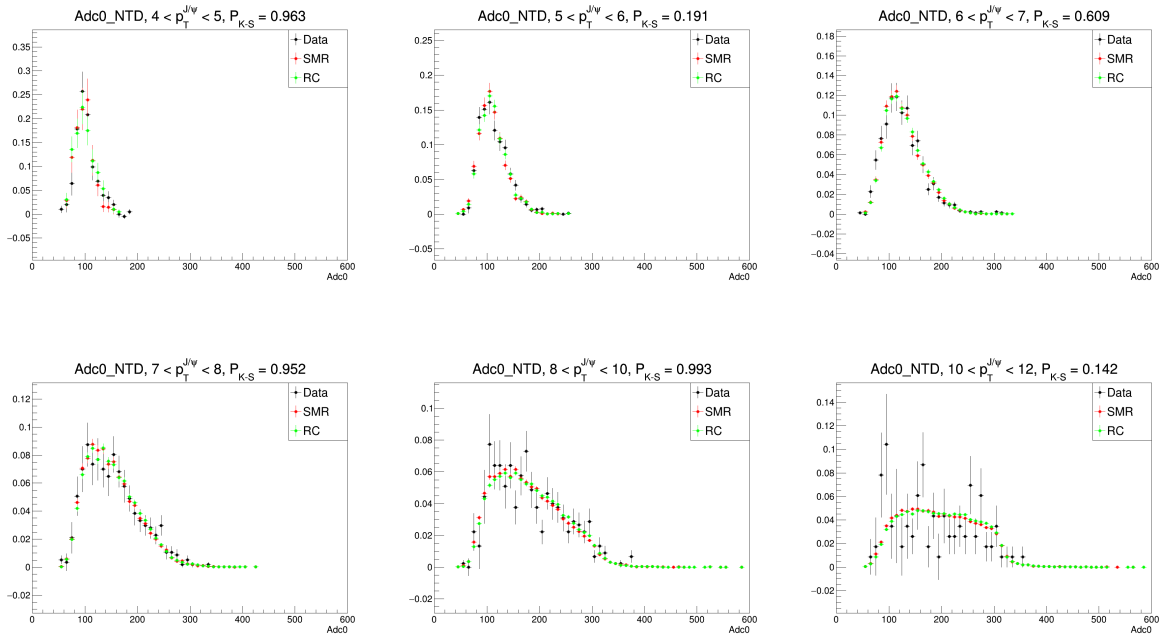 Adc0_NTD, 4 < p_T^{J/ψ} < 5, P_{K-S} = 0.963
Data
SMR
RC
0.35
0.3
0.25
0.2
0.15
0.1
0.05
0
−0.05
0 100 200 300 400 500 600
Adc0
Adc0_NTD, 5 < p_T^{J/ψ} < 6, P_{K-S} = 0.191
Data
SMR
RC
0.25
0.2
0.15
0.1
0.05
0
−0.05
0 100 200 300 400 500 600
Adc0
Adc0_NTD, 6 < p_T^{J/ψ} < 7, P_{K-S} = 0.609
Data
SMR
RC
0.18
0.16
0.14
0.12
0.1
0.08
0.06
0.04
0.02
0
−0.02
−0.04
0 100 200 300 400 500 600
Adc0
Adc0_NTD, 7 < p_T^{J/ψ} < 8, P_{K-S} = 0.952
Data
SMR
RC
0.12
0.1
0.08
0.06
0.04
0.02
0
−0.02
0 100 200 300 400 500 600
Adc0
Adc0_NTD, 8 < p_T^{J/ψ} < 10, P_{K-S} = 0.993
Data
SMR
RC
0.1
0.08
0.06
0.04
0.02
0
−0.02
0 100 200 300 400 500 600
Adc0
Adc0_NTD, 10 < p_T^{J/ψ} < 12, P_{K-S} = 0.142
Data
SMR
RC
0.14
0.12
0.1
0.08
0.06
0.04
0.02
0
−0.02
0 100 200 300 400 500 600
Adc0